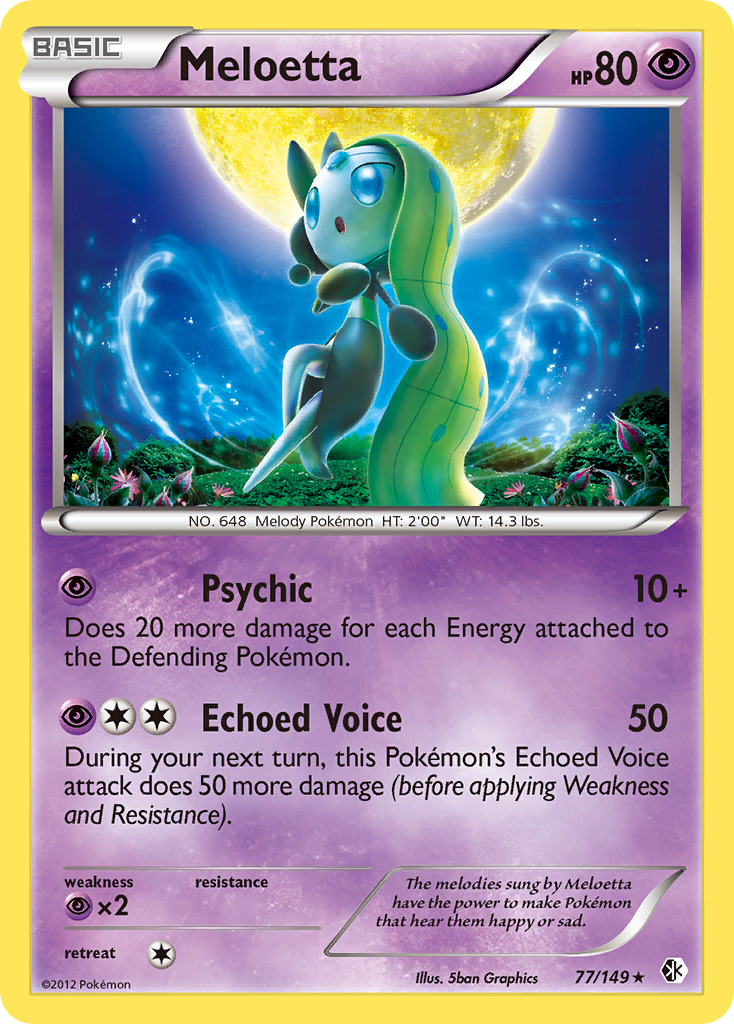 BASIC
Meloetta
HP 80
NO. 648 Melody Pokémon HT: 2'00" WT: 14.3 lbs.
Psychic 10+
Does 20 more damage for each Energy attached to
the Defending Pokémon.
Echoed Voice 50
During your next turn, this Pokémon's Echoed Voice
attack does 50 more damage (before applying Weakness
and Resistance).
weakness resistance
×2
The melodies sung by Meloetta
have the power to make Pokémon
that hear them happy or sad.
retreat
©2012 Pokémon
Illus. 5ban Graphics 77/149 ★